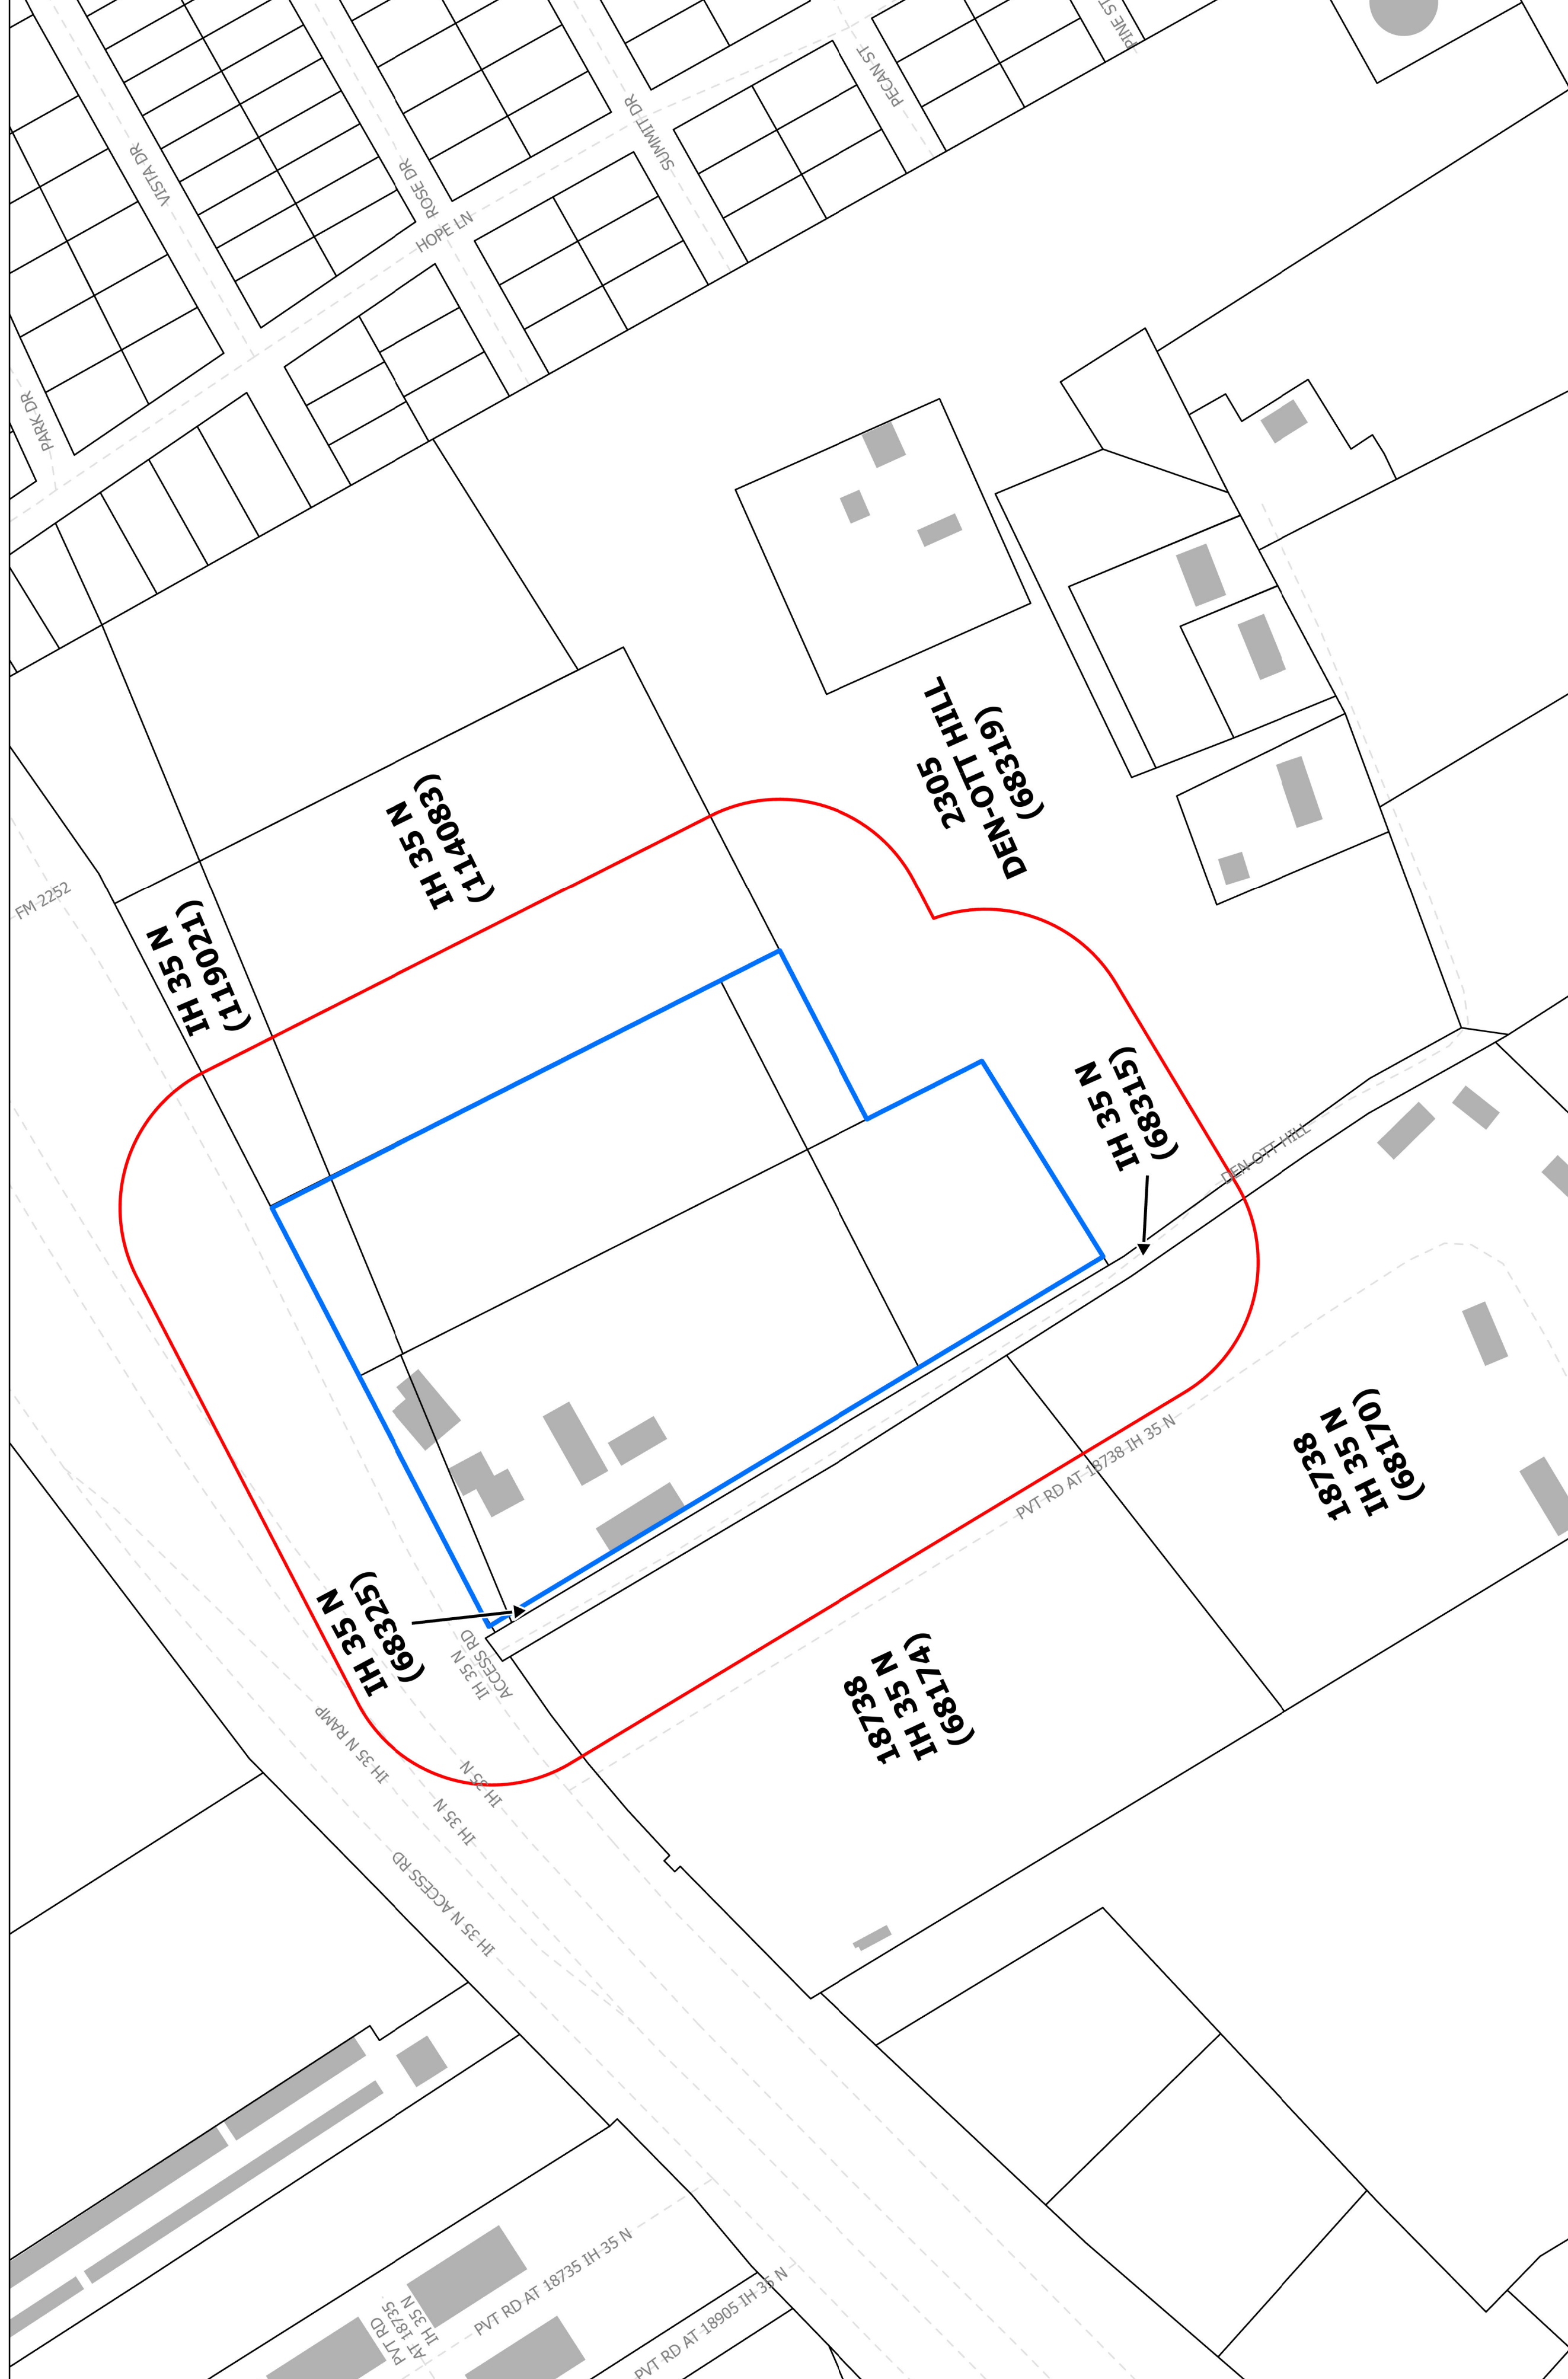 PINE ST
PECAN ST
SUMMIT DR
VISTA DR
ROSE DR
HOPE LN
PARK DR
FM 2252
IH 35 N
(114083)
2305
DEN-OTT HILL
(68319)
IH 35 N
(119021)
IH 35 N
(68315)
DEN OTT HILL
18738
IH 35 N
(68170)
PVT RD AT 18738 IH 35 N
IH 35 N
(68325)
IH 35 N
ACCESS RD
18738
IH 35 N
(68174)
IH 35 N RAMP
IH 35 N
IH 35 N
IH 35 N ACCESS RD
PVT RD AT 18735 IH 35 N
PVT RD
AT 18735
IH 35 N
PVT RD AT 18905 IH 35 N